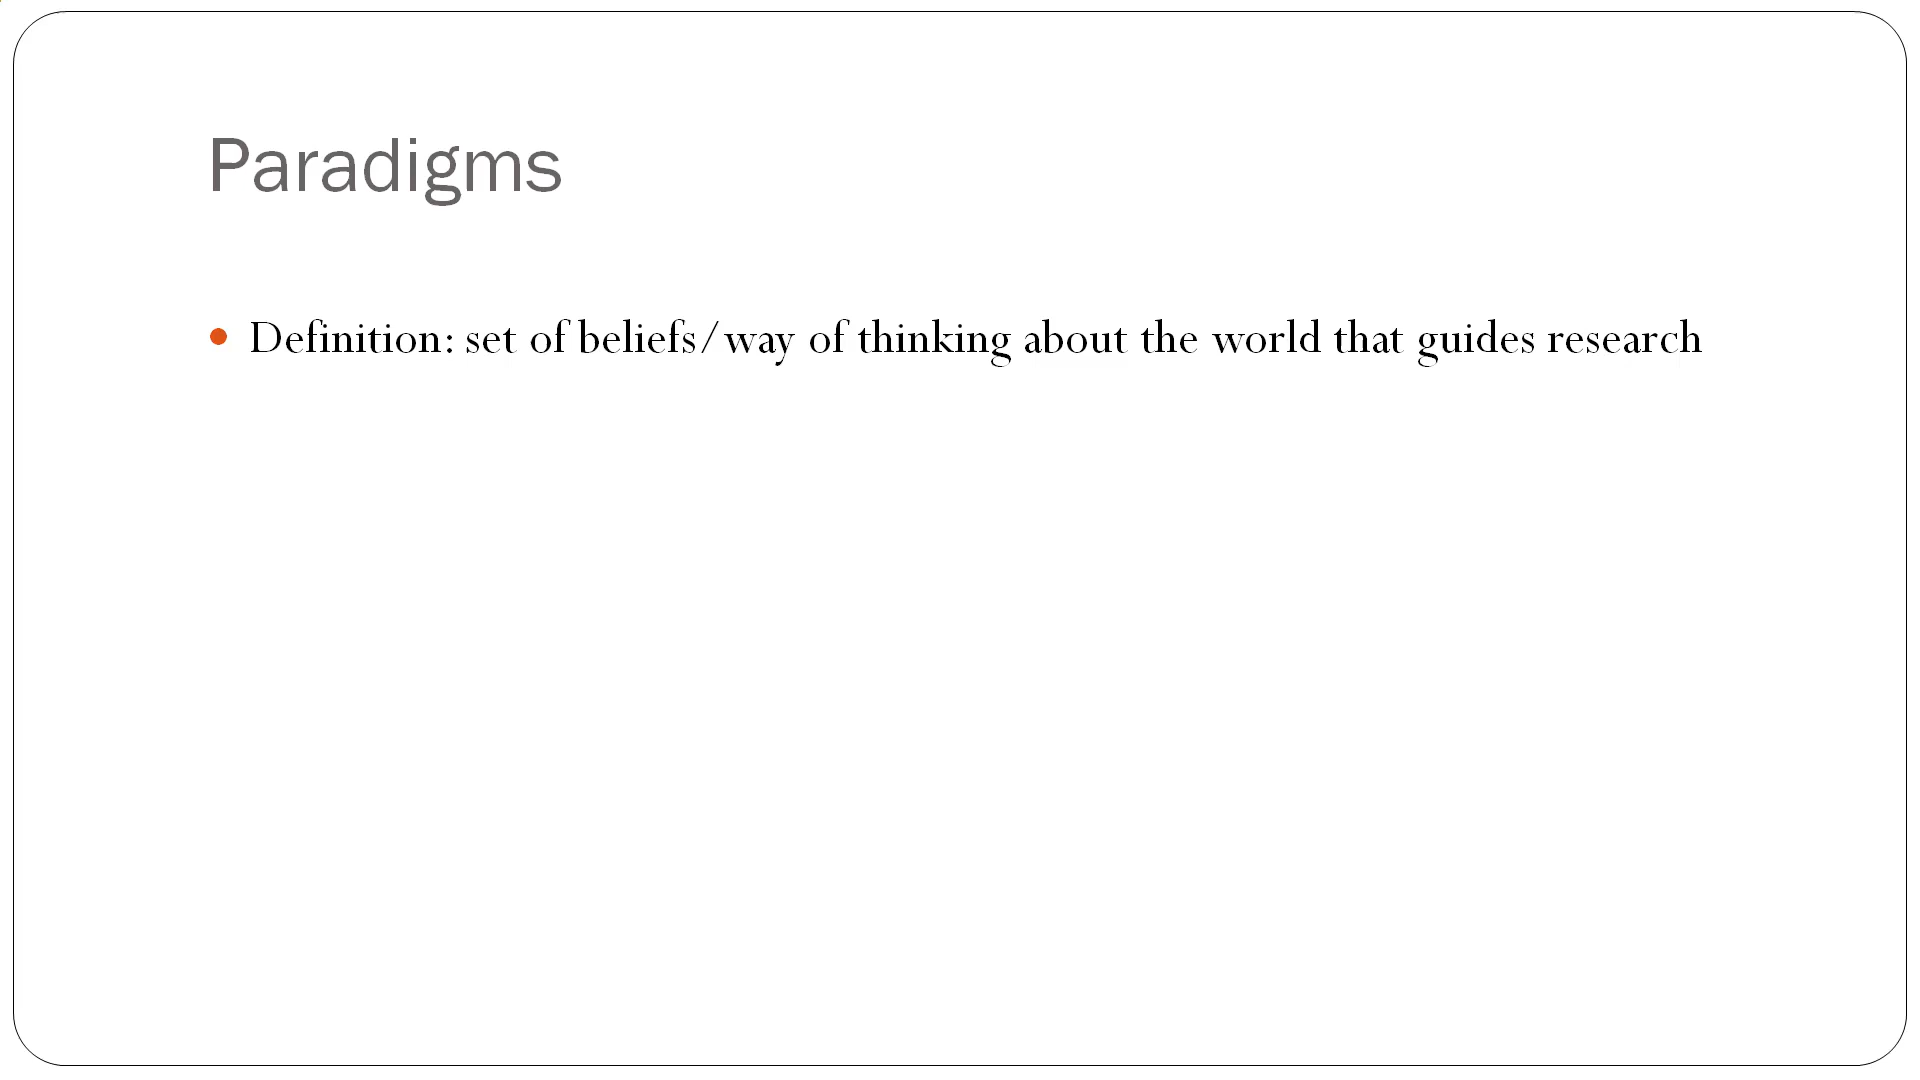 Paradigms
Definition: set of beliefs/way of thinking about the world that guides research